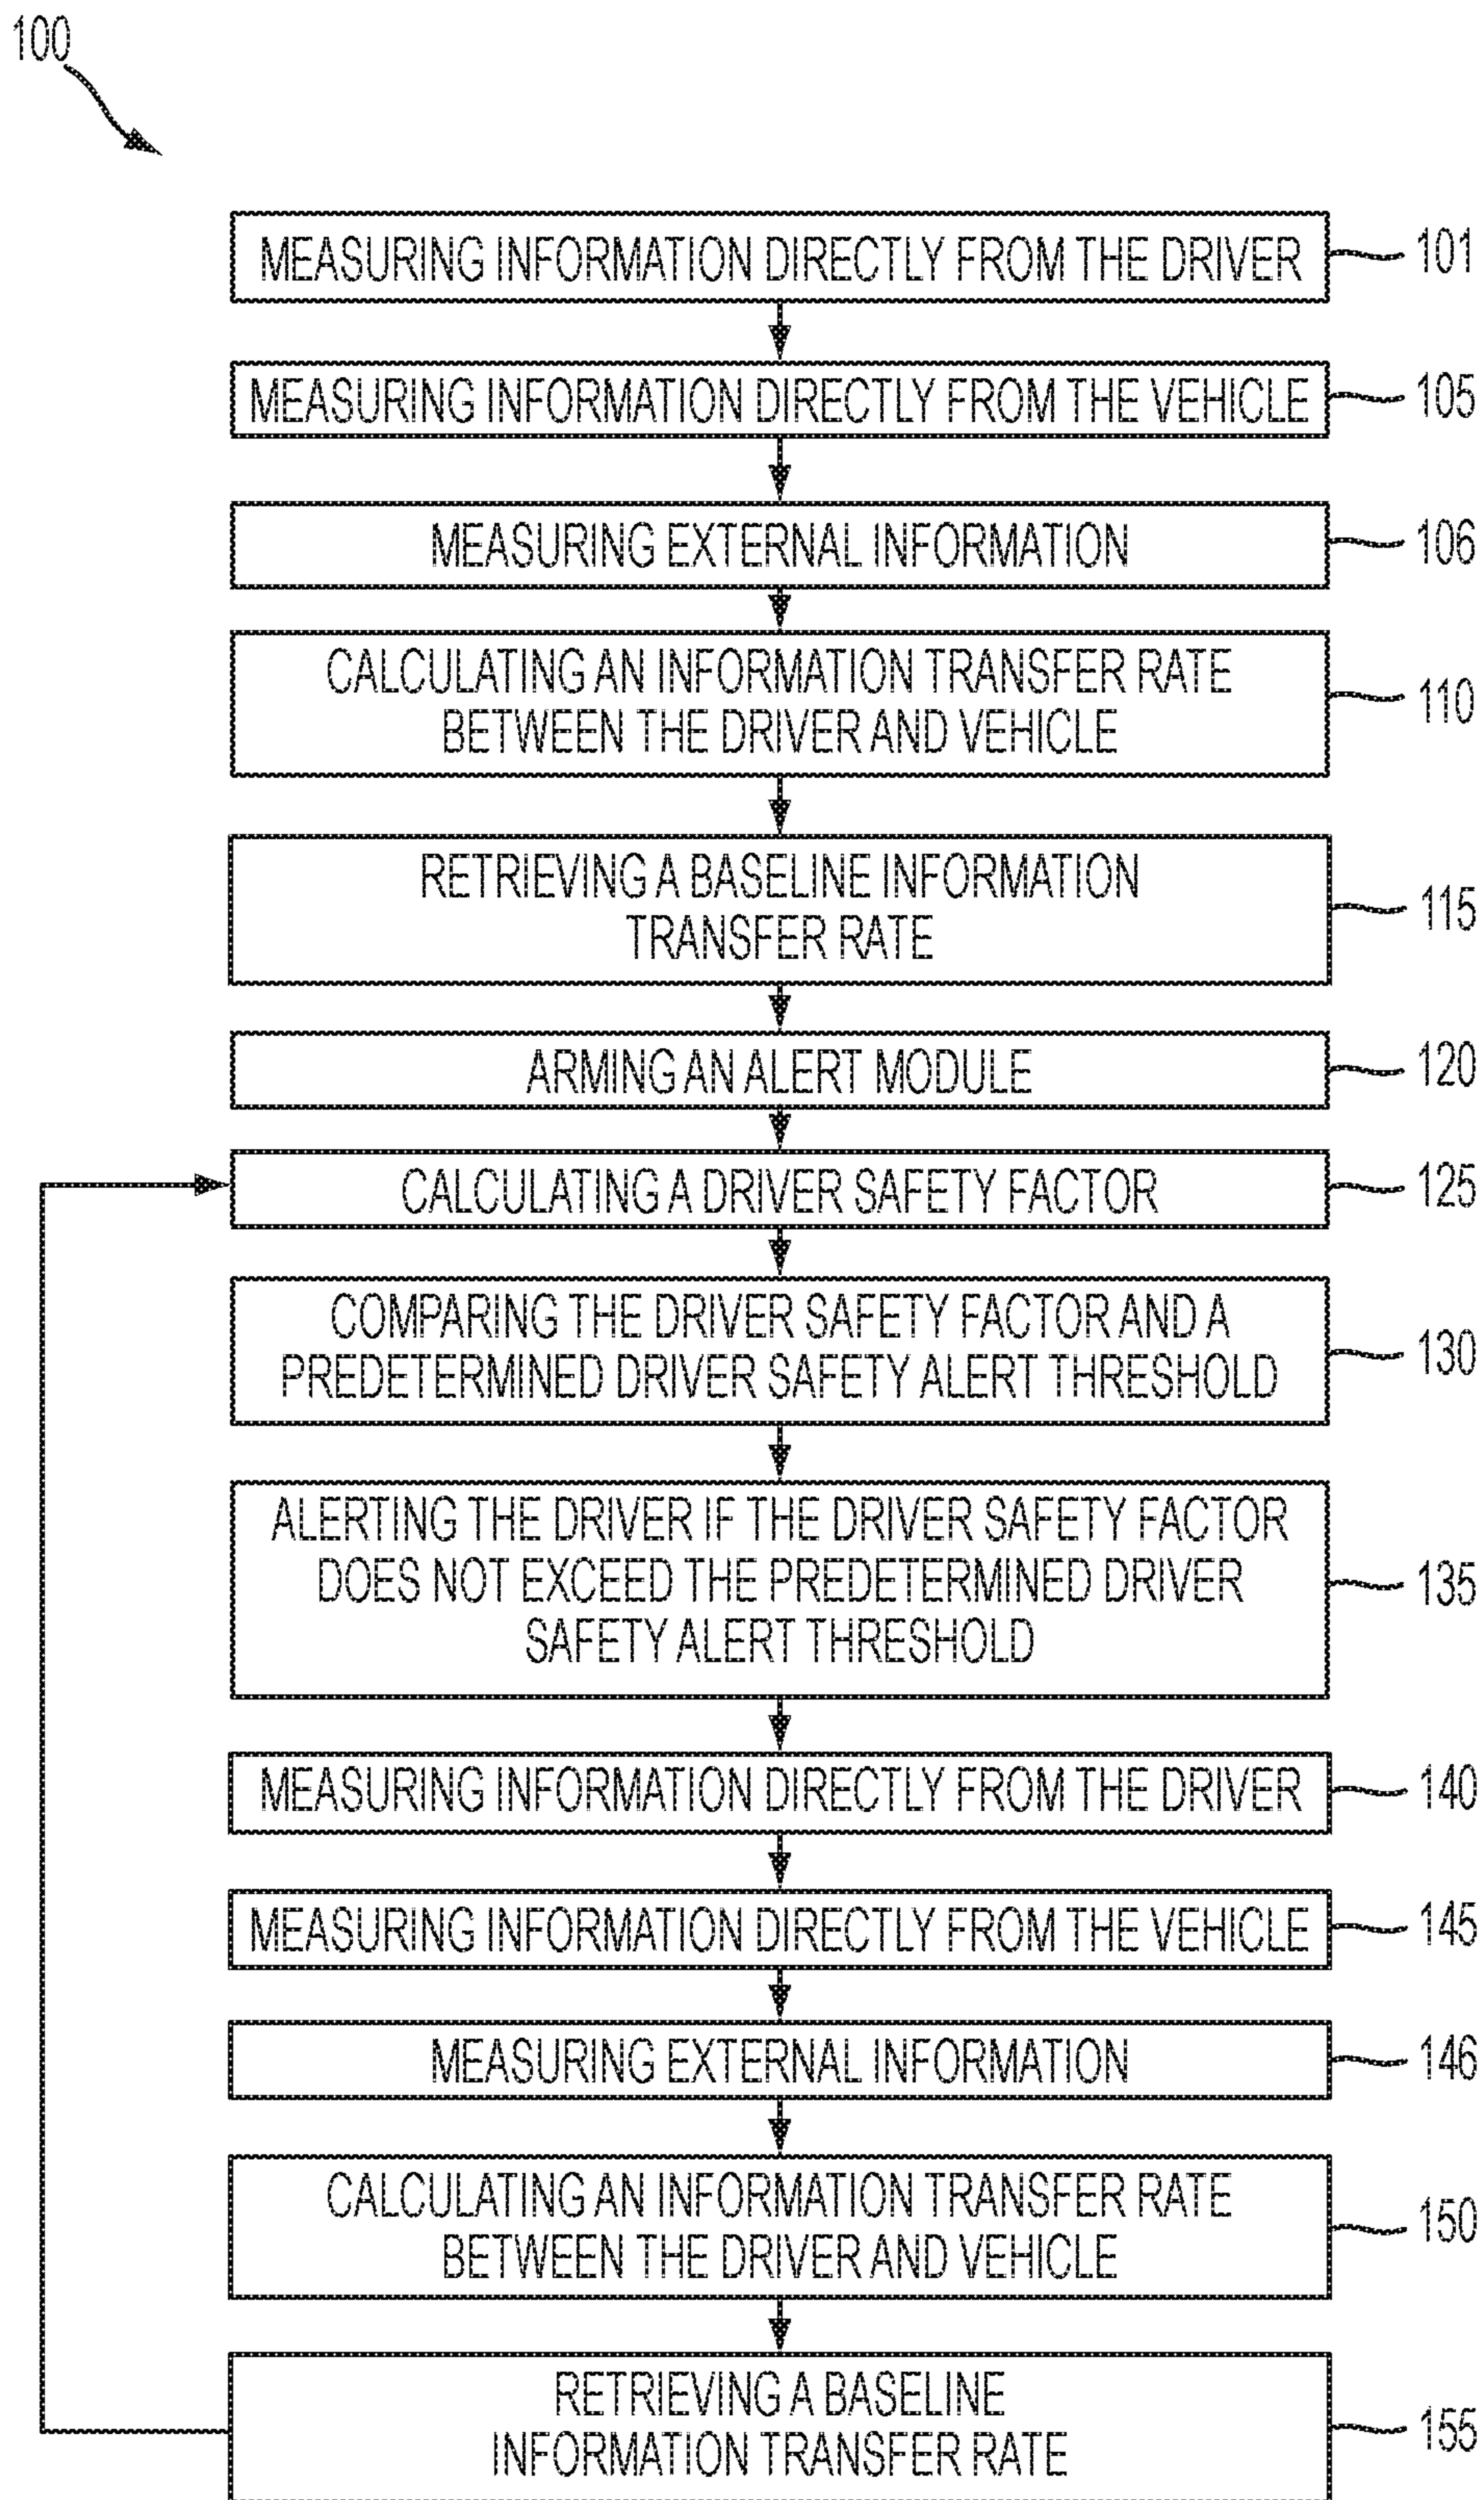 100
MEASURING INFORMATION DIRECTLY FROM THE DRIVER
101
MEASURING INFORMATION DIRECTLY FROM THE VEHICLE
105
MEASURING EXTERNAL INFORMATION
106
CALCULATING AN INFORMATION TRANSFER RATE
BETWEEN THE DRIVER AND VEHICLE
110
RETRIEVING A BASELINE INFORMATION
TRANSFER RATE
115
ARMING AN ALERT MODULE
120
CALCULATING A DRIVER SAFETY FACTOR
125
COMPARING THE DRIVER SAFETY FACTOR AND A
PREDETERMINED DRIVER SAFETY ALERT THRESHOLD
130
ALERTING THE DRIVER IF THE DRIVER SAFETY FACTOR
DOES NOT EXCEED THE PREDETERMINED DRIVER
SAFETY ALERT THRESHOLD
135
MEASURING INFORMATION DIRECTLY FROM THE DRIVER
140
MEASURING INFORMATION DIRECTLY FROM THE VEHICLE
145
MEASURING EXTERNAL INFORMATION
146
CALCULATING AN INFORMATION TRANSFER RATE
BETWEEN THE DRIVER AND VEHICLE
150
RETRIEVING A BASELINE
INFORMATION TRANSFER RATE
155